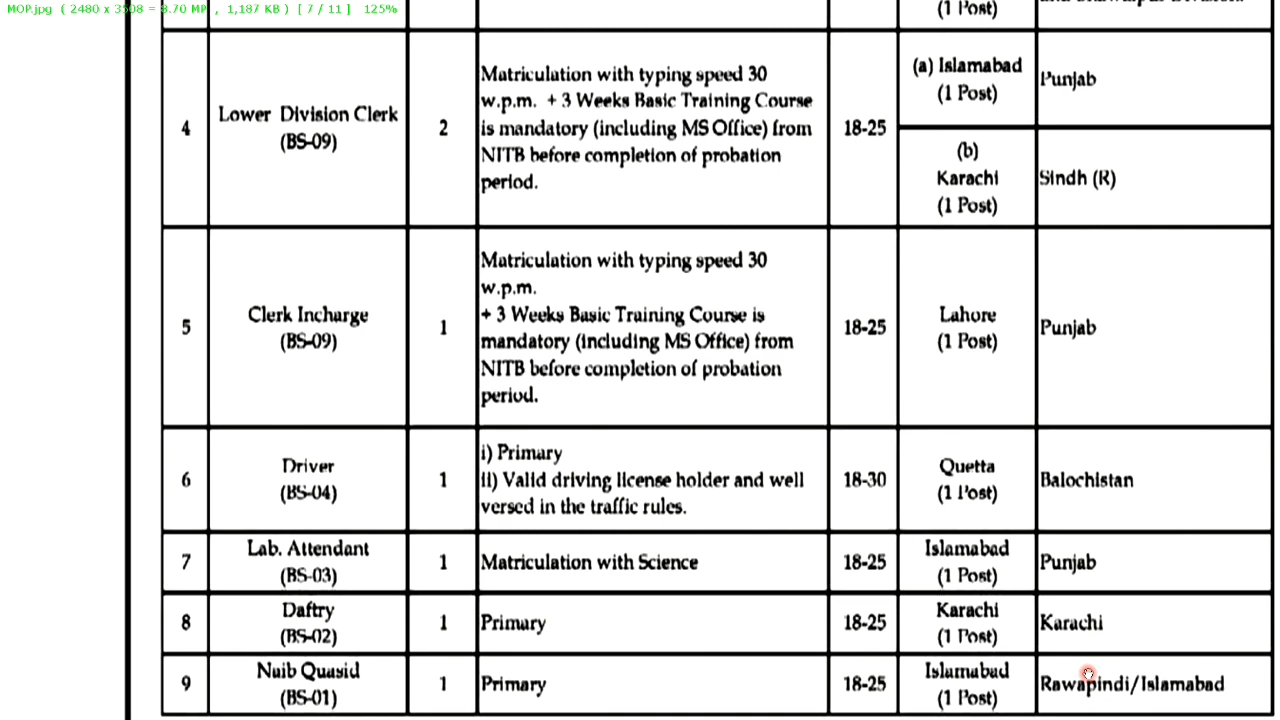 MOP.jpg ( 2480 x 3508 = 8.70 MP , 1,187 KB ) [ 7 / 11 ] 125%
(1 Post)
4
Lower Division Clerk
(BS-09)
2
Matriculation with typing speed 30
w.p.m. + 3 Weeks Basic Training Course
is mandatory (including MS Office) from
NITB before completion of probation
period.
18-25
(a) Islamabad
(1 Post)
Punjab
(b)
Karachi
(1 Post)
Sindh (R)
5
Clerk Incharge
(BS-09)
1
Matriculation with typing speed 30
w.p.m.
+ 3 Weeks Basic Training Course is
mandatory (including MS Office) from
NITB before completion of probation
period.
18-25
Lahore
(1 Post)
Punjab
6
Driver
(BS-04)
1
i) Primary
ii) Valid driving license holder and well
versed in the traffic rules.
18-30
Quetta
(1 Post)
Balochistan
7
Lab. Attendant
(BS-03)
1
Matriculation with Science
18-25
Islamabad
(1 Post)
Punjab
8
Daftry
(BS-02)
1
Primary
18-25
Karachi
(1 Post)
Karachi
9
Naib Quasid
(BS-01)
1
Primary
18-25
Islamabad
(1 Post)
Rawapindi/Islamabad